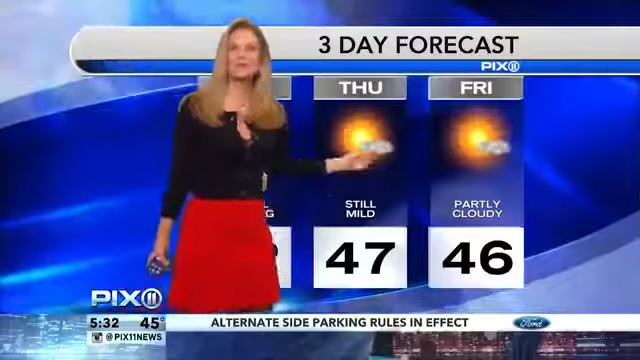 3 DAY FORECAST
PIX11
THU
FRI
STILL
MILD
PARTLY
CLOUDY
47
46
PIX11
5:32 45°
ALTERNATE SIDE PARKING RULES IN EFFECT
Ford
@PIX11NEWS